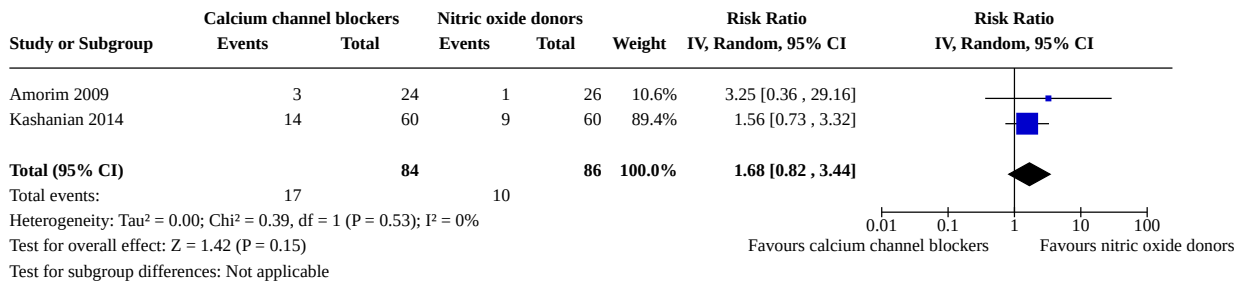 Calcium channel blockers Nitric oxide donors Risk Ratio Risk Ratio
Study or Subgroup Events Total Events Total Weight IV, Random, 95% CI IV, Random, 95% CI
Amorim 2009 3 24 1 26 10.6% 3.25 [0.36 , 29.16]
Kashanian 2014 14 60 9 60 89.4% 1.56 [0.73 , 3.32]
Total (95% CI) 84 86 100.0% 1.68 [0.82 , 3.44]
Total events: 17 10
Heterogeneity: Tau² = 0.00; Chi² = 0.39, df = 1 (P = 0.53); I² = 0%
0.01 0.1 1 10 100
Test for overall effect: Z = 1.42 (P = 0.15)
Favours calcium channel blockers Favours nitric oxide donors
Test for subgroup differences: Not applicable